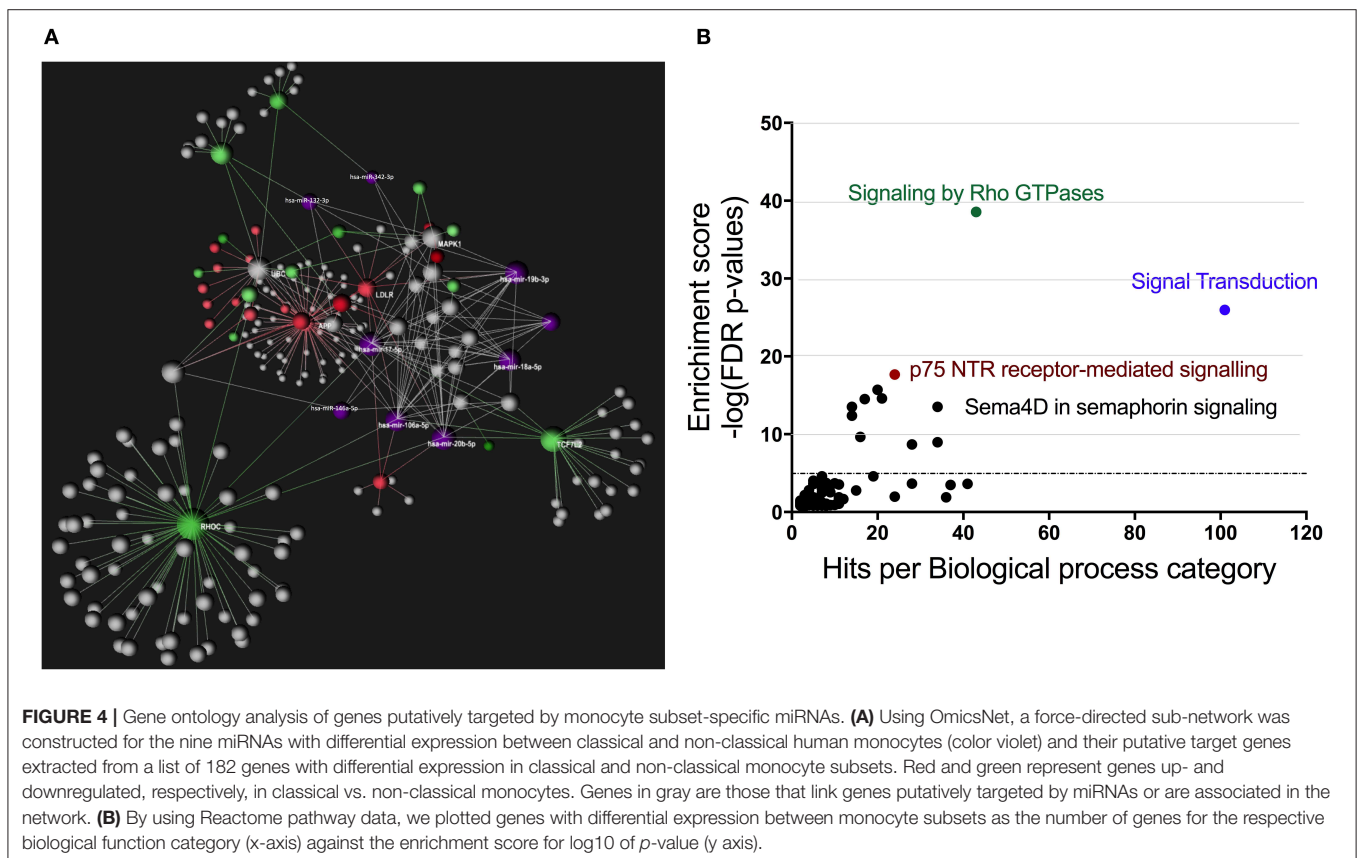 A
B
hsa-miR-342-3p
hsa-miR-132-3p
MAPK1
UBC
hsa-mir-19b-3p
LDLR
APP
hsa-mir-17-5p
hsa-mir-18a-5p
hsa-miR-146a-5p
hsa-mir-106a-5p
hsa-mir-20b-5p
RHOC
Enrichiment score
-log(FDR p-values)
50
40
30
20
10
0
Signaling by Rho GTPases
Signal Transduction
p75 NTR receptor-mediated signalling
Sema4D in semaphorin signaling
0 20 40 60 80 100 120
Hits per Biological process category
FIGURE 4 | Gene ontology analysis of genes putatively targeted by monocyte subset-specific miRNAs. (A) Using OmicsNet, a force-directed sub-network was
constructed for the nine miRNAs with differential expression between classical and non-classical human monocytes (color violet) and their putative target genes
extracted from a list of 182 genes with differential expression in classical and non-classical monocyte subsets. Red and green represent genes up- and
downregulated, respectively, in classical vs. non-classical monocytes. Genes in gray are those that link genes putatively targeted by miRNAs or are associated in the
network. (B) By using Reactome pathway data, we plotted genes with differential expression between monocyte subsets as the number of genes for the respective
biological function category (x-axis) against the enrichment score for log10 of p-value (y axis).